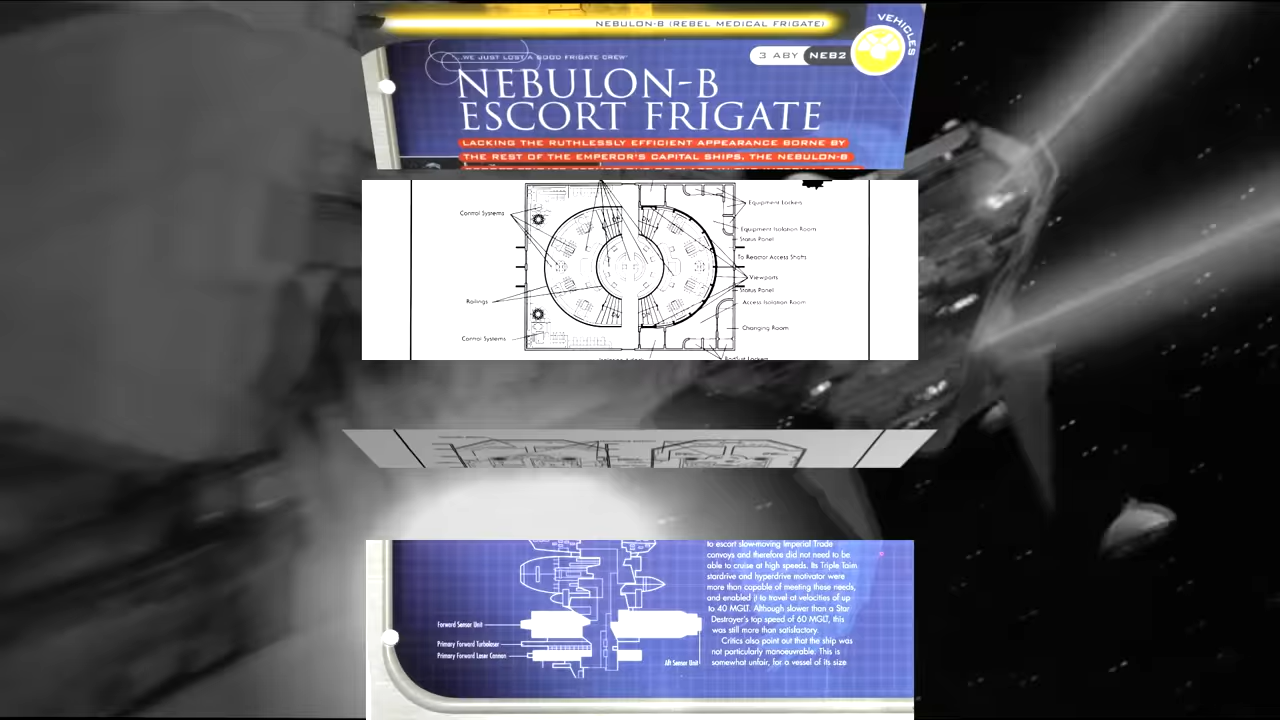 NEBULON-B (REBEL MEDICAL FRIGATE)
VEHICLES
3 ABY NEB2
...WE JUST LOST A GOOD FRIGATE CREW"
NEBULON-B
ESCORT FRIGATE
LACKING THE RUTHLESSLY EFFICIENT APPEARANCE BORNE BY
THE REST OF THE EMPEROR'S CAPITAL SHIPS, THE NEBULON-B
Control Systems
Railings
Control Systems
Equipment Lockers
Equipment Isolation Room
Status Panel
To Reactor Access Shafts
Viewports
Status Panel
Access Isolation Room
Changing Room
RadSuit Lockers
Forward Sensor Unit
Primary Forward Turbolaser
Primary Forward Laser Cannon
Aft Sensor Unit
to escort slow-moving Imperial Trade
convoys and therefore did not need to be
able to cruise at high speeds. Its Triple Taim
stardrive and hyperdrive motivator were
more than capable of meeting these needs,
and enabled it to travel at velocities of up
to 40 MGLT. Although slower than a Star
Destroyer's top speed of 60 MGLT, this
was still more than satisfactory.
Critics also point out that the ship was
not particularly manoeuvrable. This is
somewhat unfair, for a vessel of its size